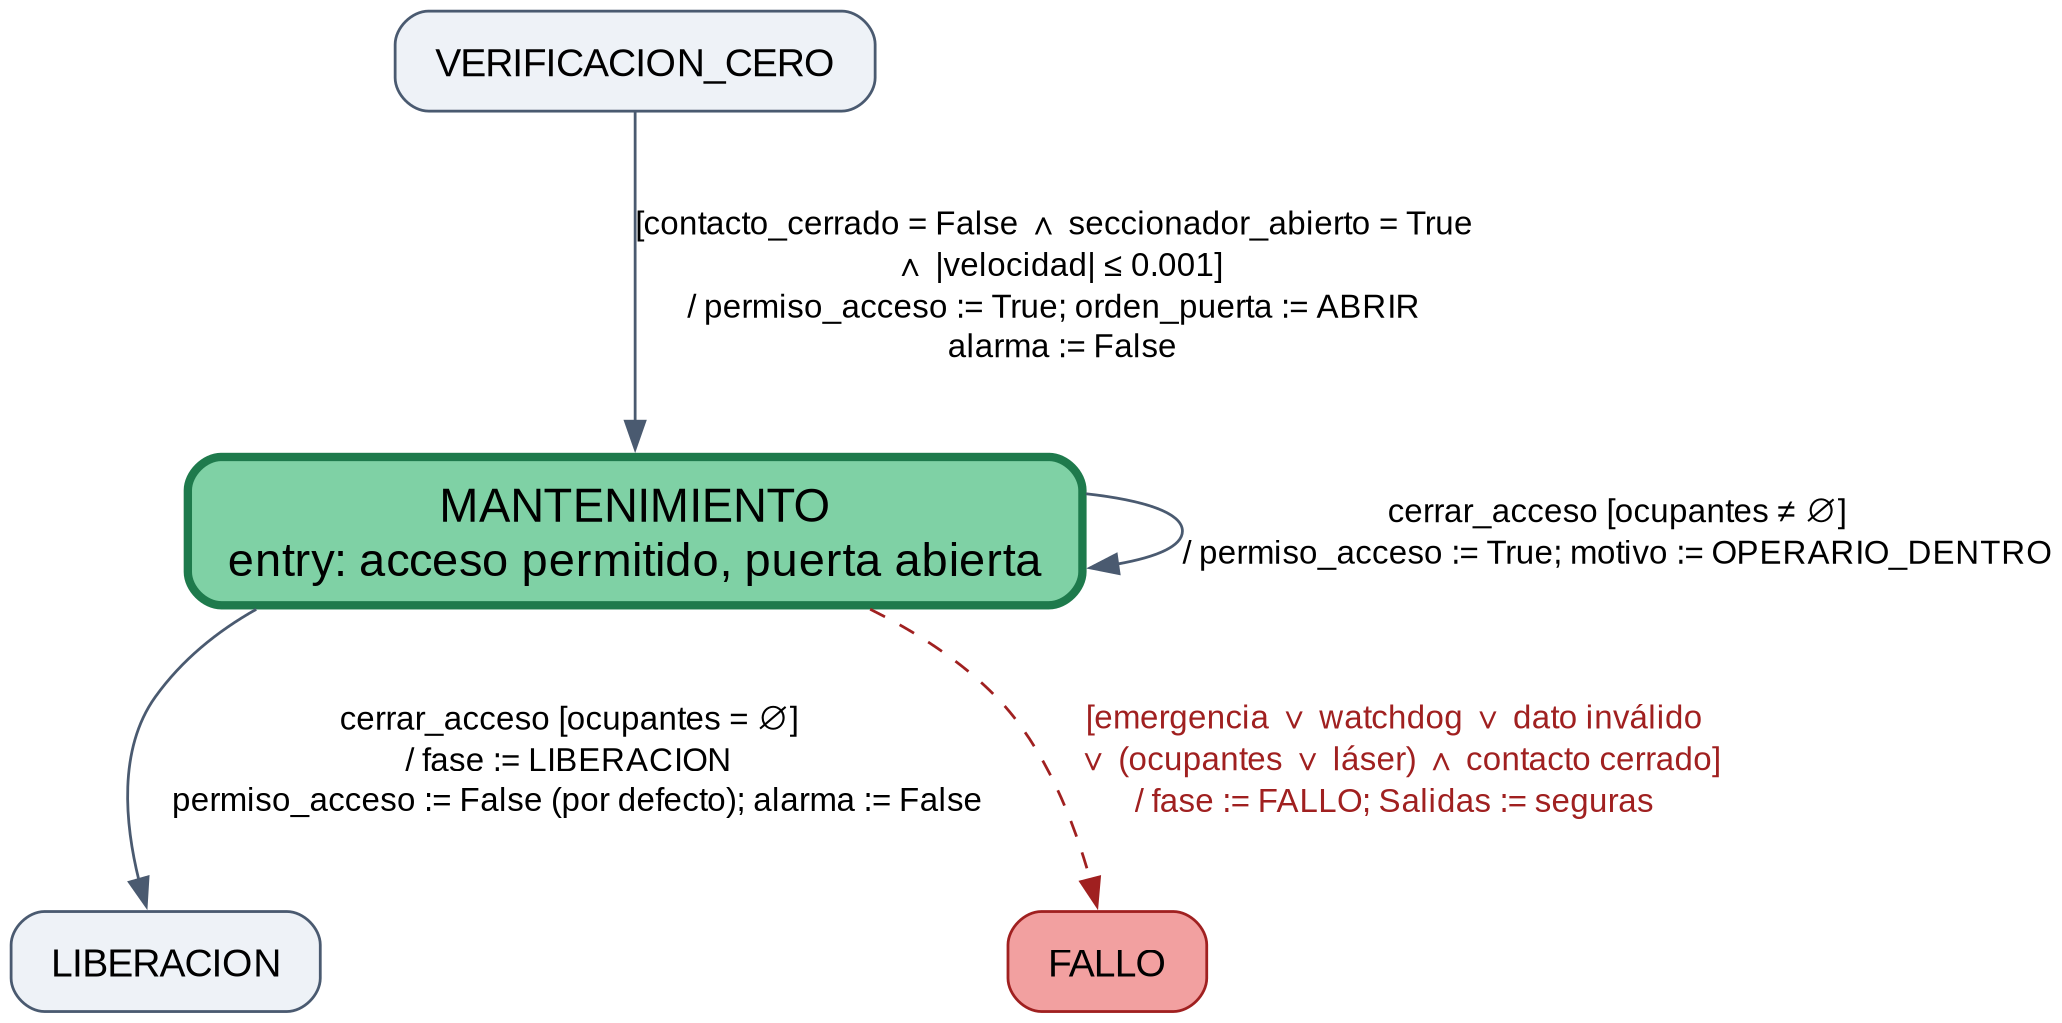 VERIFICACION_CERO
[contacto_cerrado = False ∧ seccionador_abierto = True
∧ |velocidad| ≤ 0.001]
/ permiso_acceso := True; orden_puerta := ABRIR
alarma := False
MANTENIMIENTO
entry: acceso permitido, puerta abierta
cerrar_acceso [ocupantes ≠ ∅]
/ permiso_acceso := True; motivo := OPERARIO_DENTRO
cerrar_acceso [ocupantes = ∅]
/ fase := LIBERACION
permiso_acceso := False (por defecto); alarma := False
[emergencia ∨ watchdog ∨ dato inválido
∨ (ocupantes ∨ láser) ∧ contacto cerrado]
/ fase := FALLO; Salidas := seguras
LIBERACION
FALLO